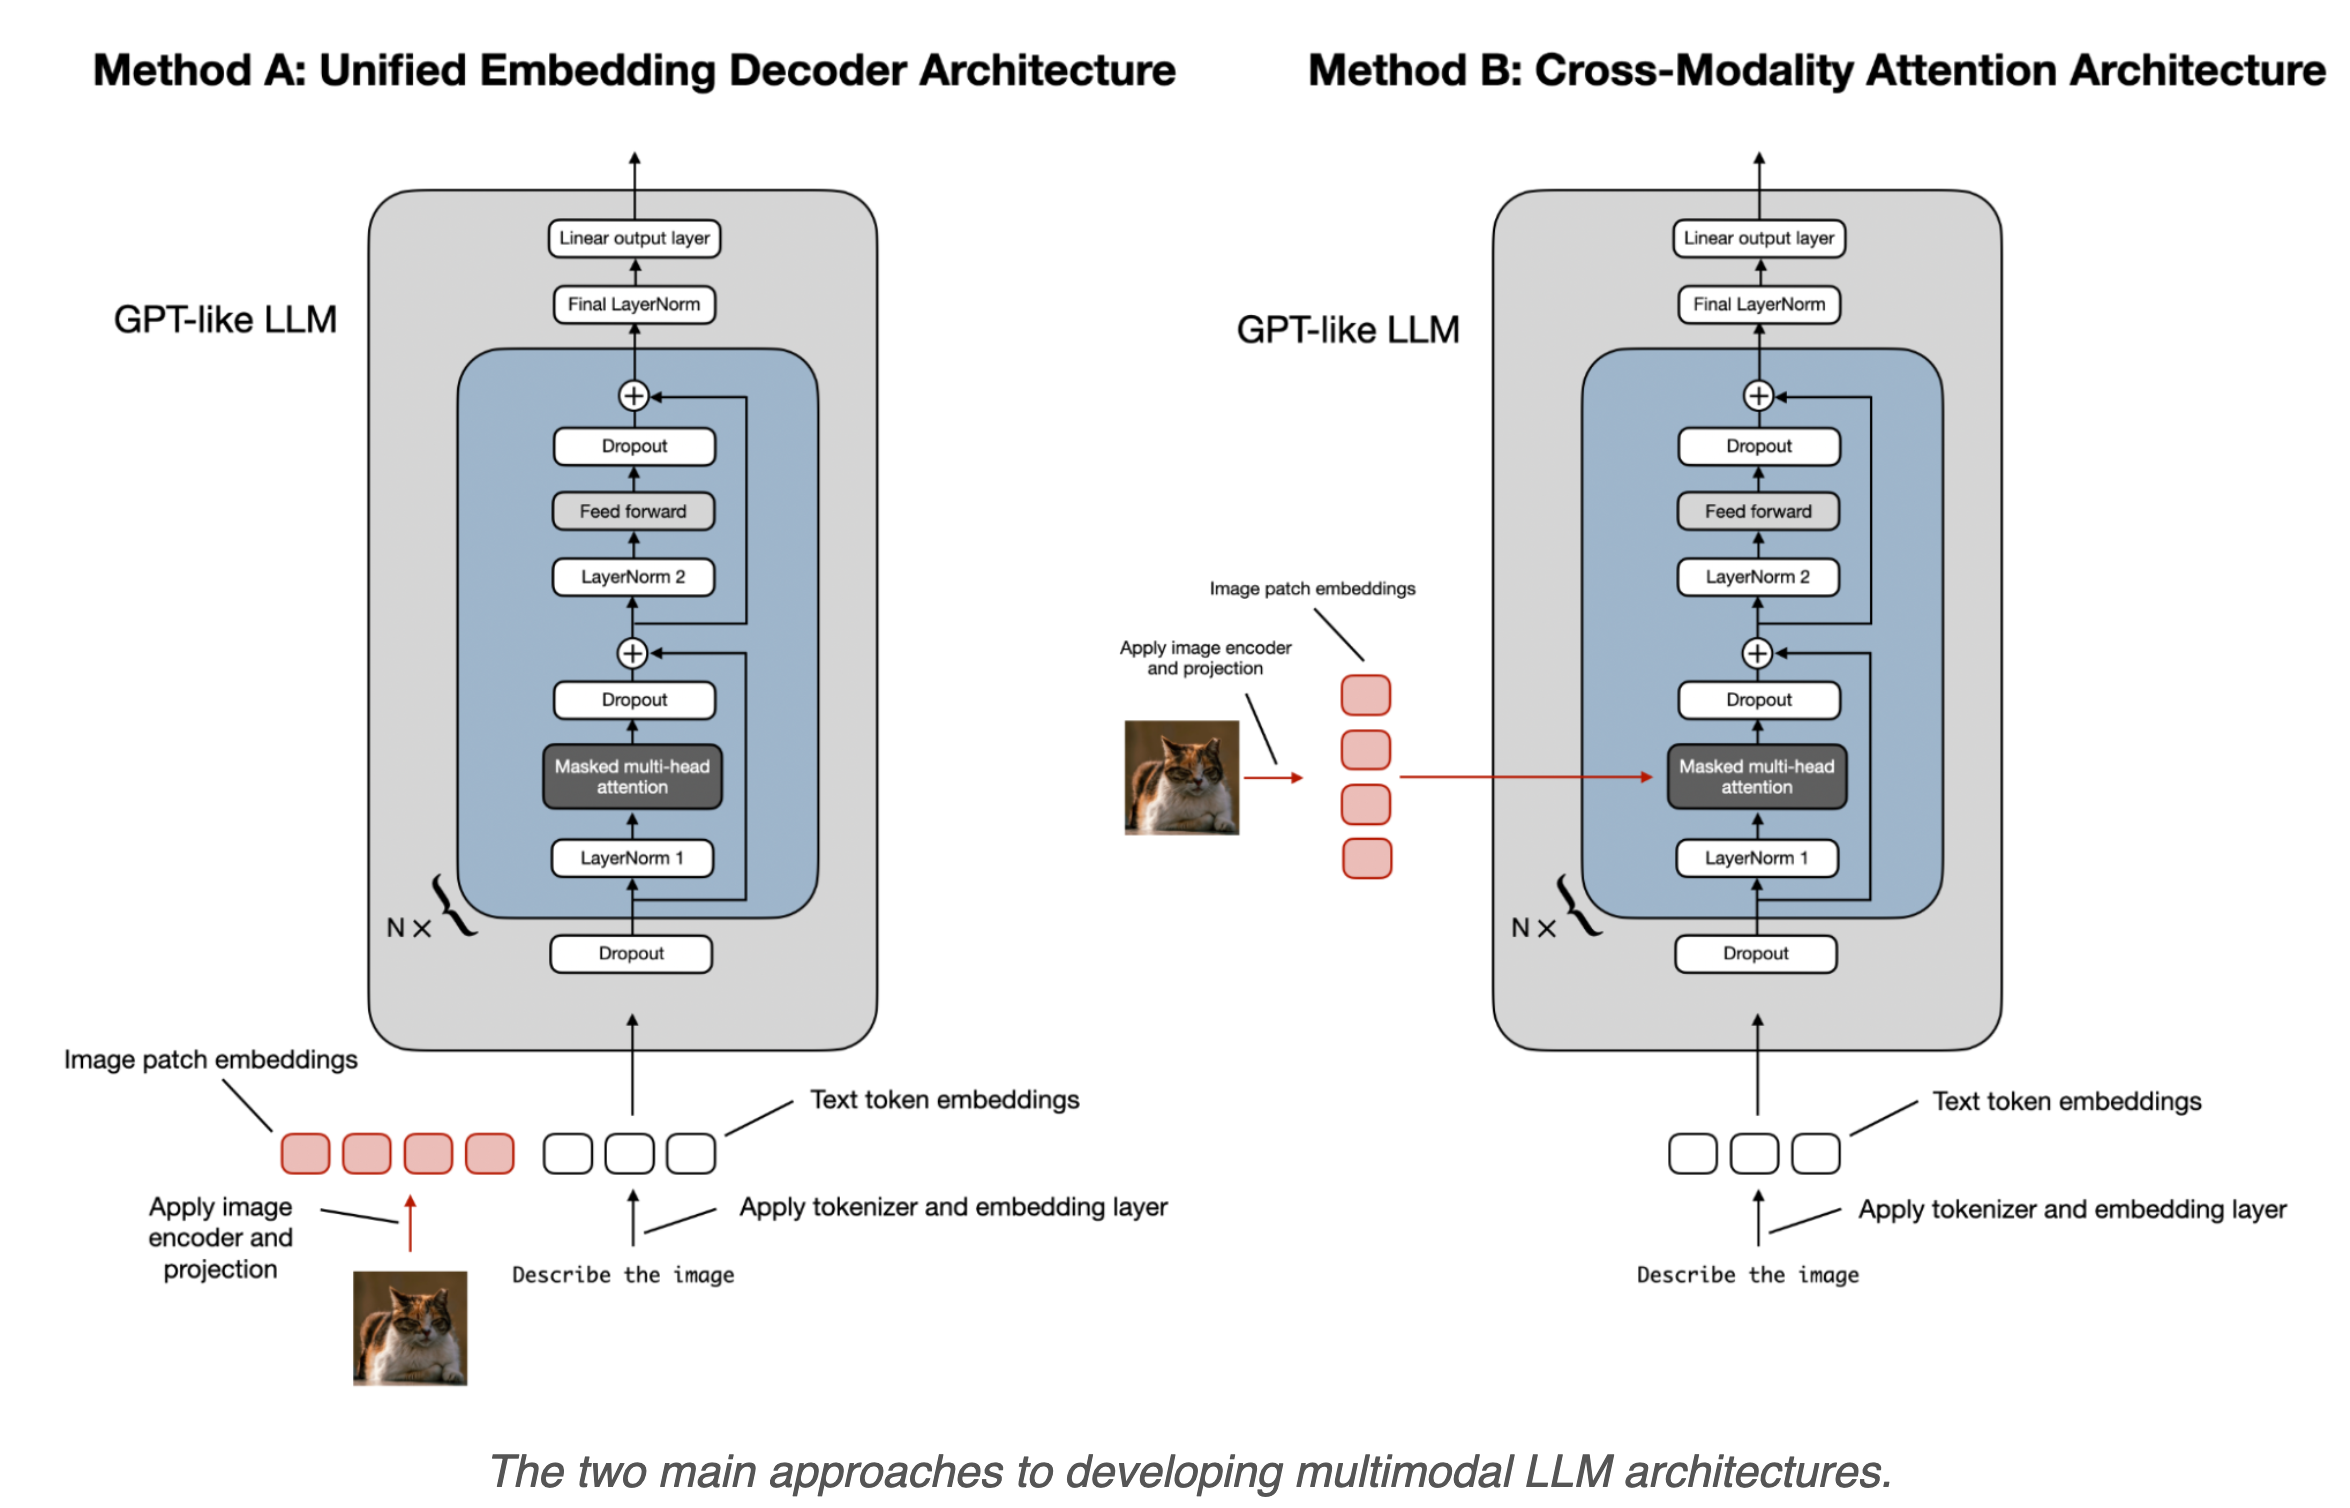 Method A: Unified Embedding Decoder Architecture
Linear output layer
Final LayerNorm
GPT-like LLM
Dropout
Feed forward
LayerNorm 2
Dropout
Masked multi-head
attention
LayerNorm 1
N ×
Dropout
Image patch embeddings
Text token embeddings
Apply image
encoder and
projection
Apply tokenizer and embedding layer
Describe the image
Method B: Cross-Modality Attention Architecture
Linear output layer
Final LayerNorm
GPT-like LLM
Dropout
Feed forward
LayerNorm 2
Image patch embeddings
Apply image encoder
and projection
Dropout
Masked multi-head
attention
LayerNorm 1
N ×
Dropout
Text token embeddings
Apply tokenizer and embedding layer
Describe the image
The two main approaches to developing multimodal LLM architectures.